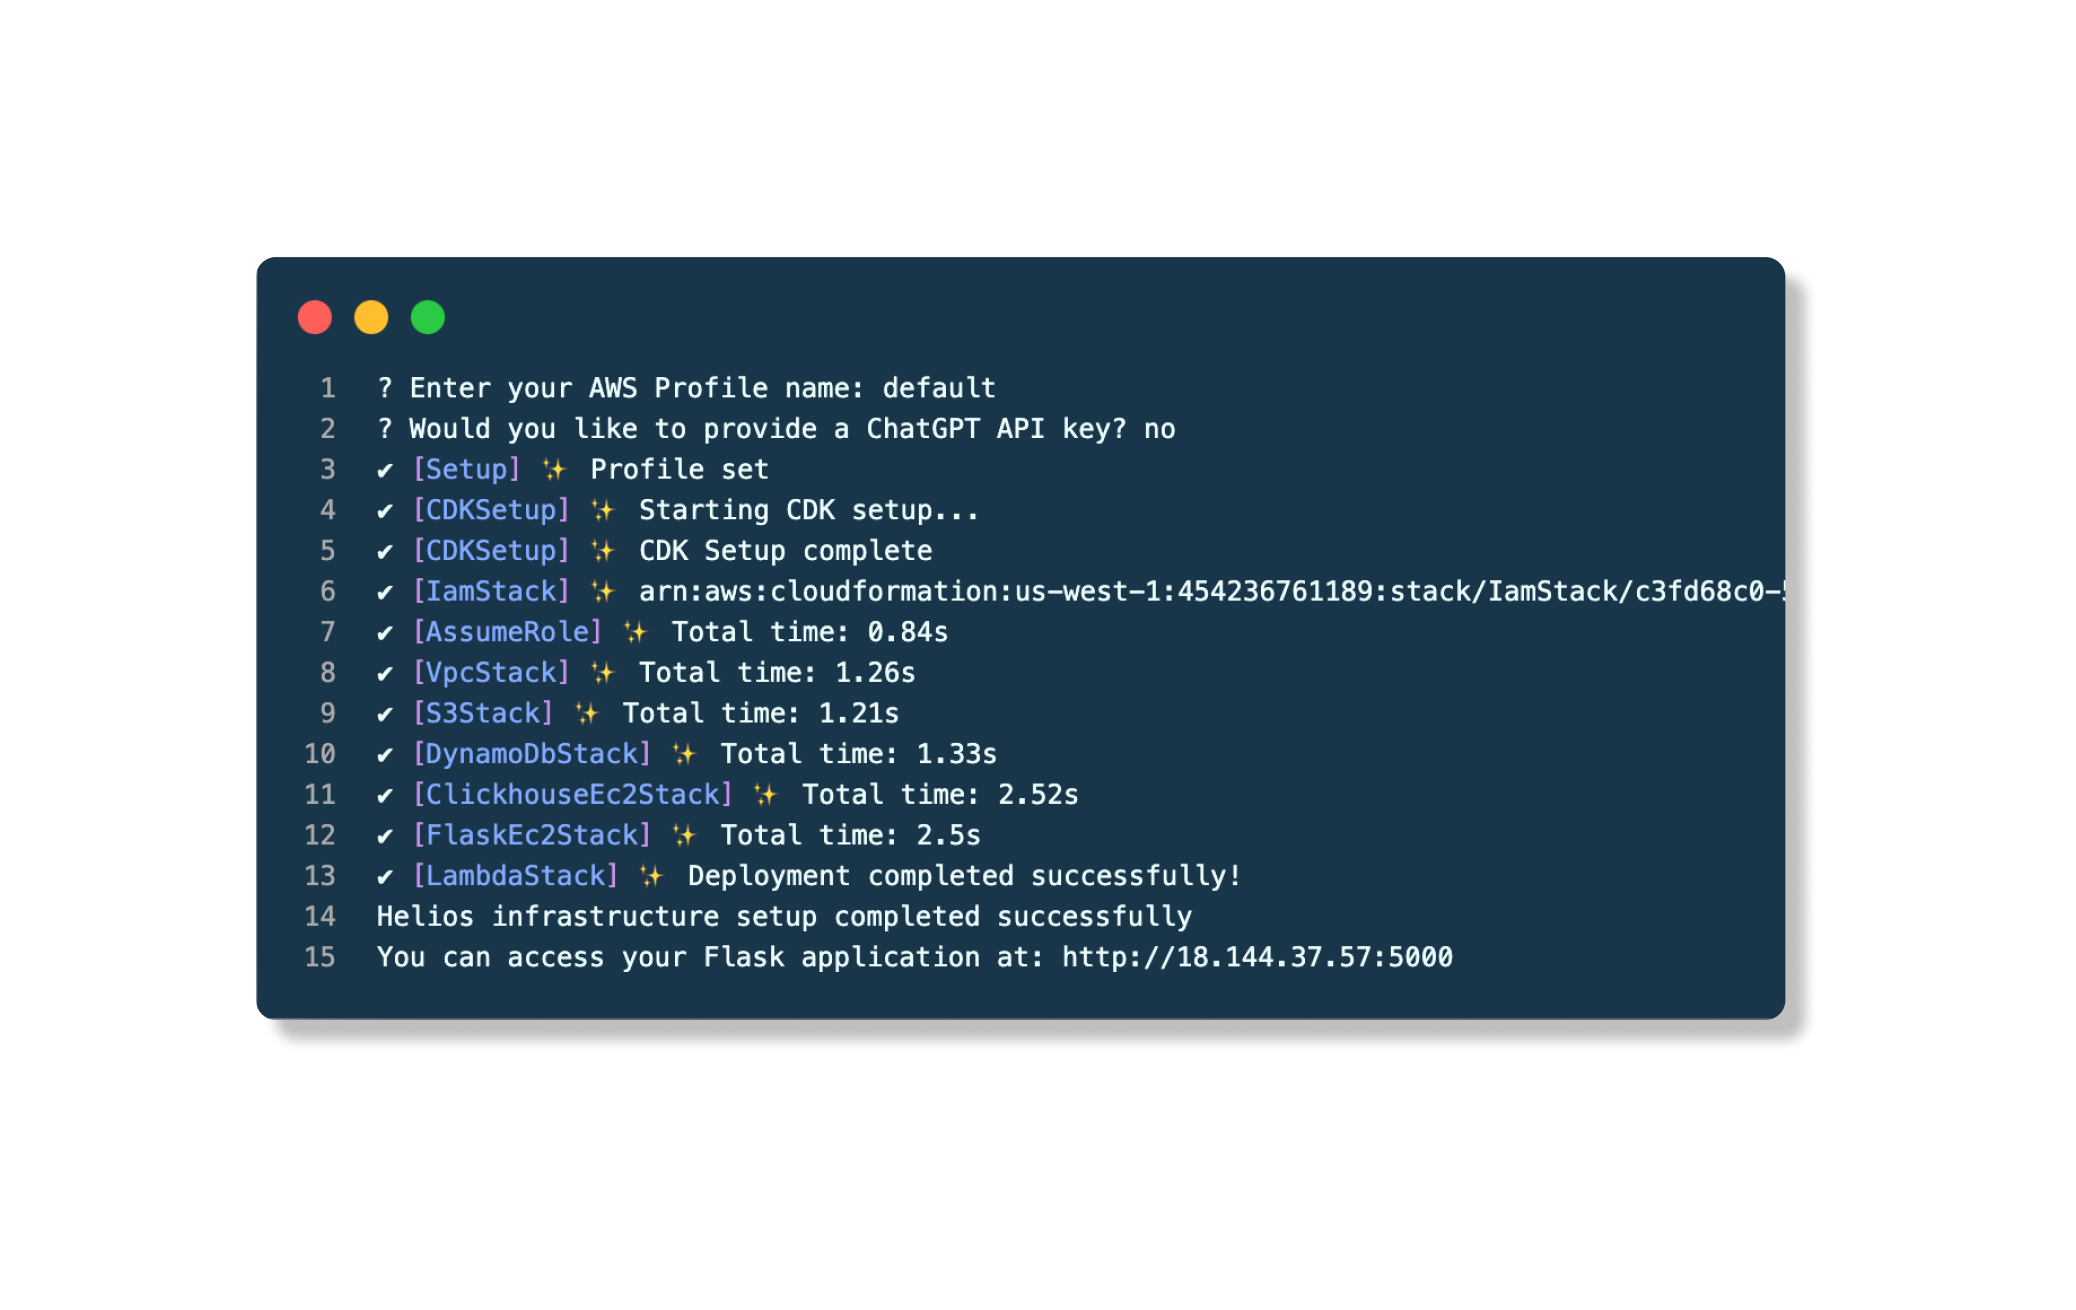 1 ? Enter your AWS Profile name: default
2 ? Would you like to provide a ChatGPT API key? no
3 ✔ [Setup] ✨ Profile set
4 ✔ [CDKSetup] ✨ Starting CDK setup...
5 ✔ [CDKSetup] ✨ CDK Setup complete
6 ✔ [IamStack] ✨ arn:aws:cloudformation:us-west-1:454236761189:stack/IamStack/c3fd68c0-
7 ✔ [AssumeRole] ✨ Total time: 0.84s
8 ✔ [VpcStack] ✨ Total time: 1.26s
9 ✔ [S3Stack] ✨ Total time: 1.21s
10 ✔ [DynamoDbStack] ✨ Total time: 1.33s
11 ✔ [ClickhouseEc2Stack] ✨ Total time: 2.52s
12 ✔ [FlaskEc2Stack] ✨ Total time: 2.5s
13 ✔ [LambdaStack] ✨ Deployment completed successfully!
14 Helios infrastructure setup completed successfully
15 You can access your Flask application at: http://18.144.37.57:5000